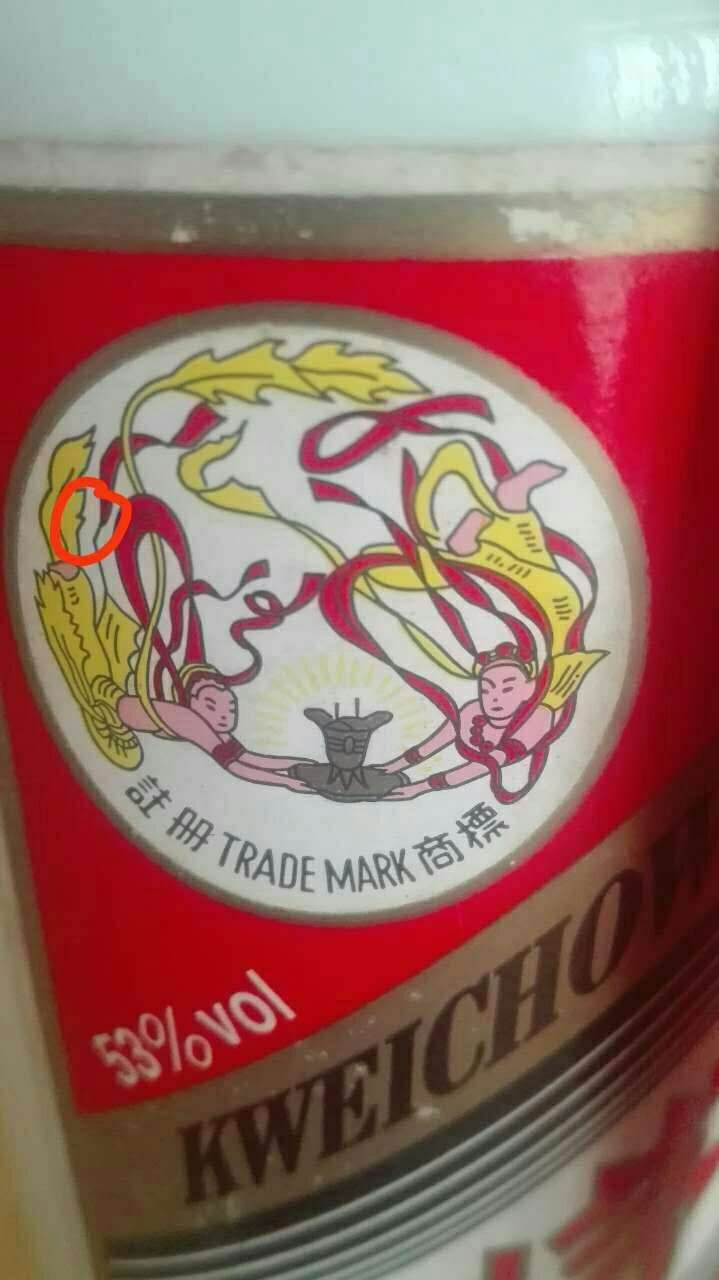 註册 TRADE MARK 商標
53%vol
KWEICHOW